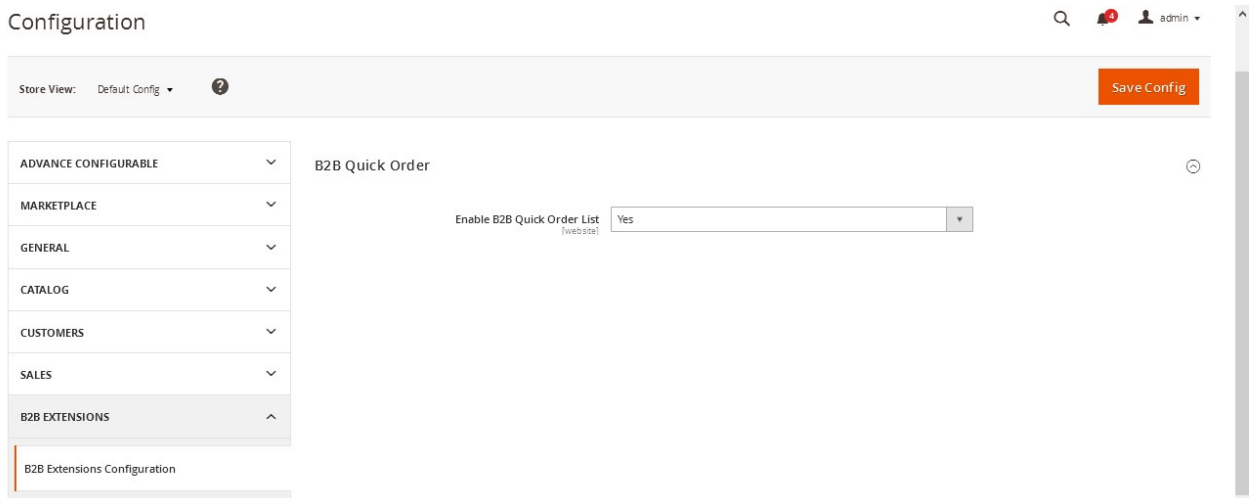 Configuration
4
admin
Store View: Default Config ?
Save Config
ADVANCE CONFIGURABLE
B2B Quick Order
MARKETPLACE
Enable B2B Quick Order List Yes
[website]
GENERAL
CATALOG
CUSTOMERS
SALES
B2B EXTENSIONS
B2B Extensions Configuration